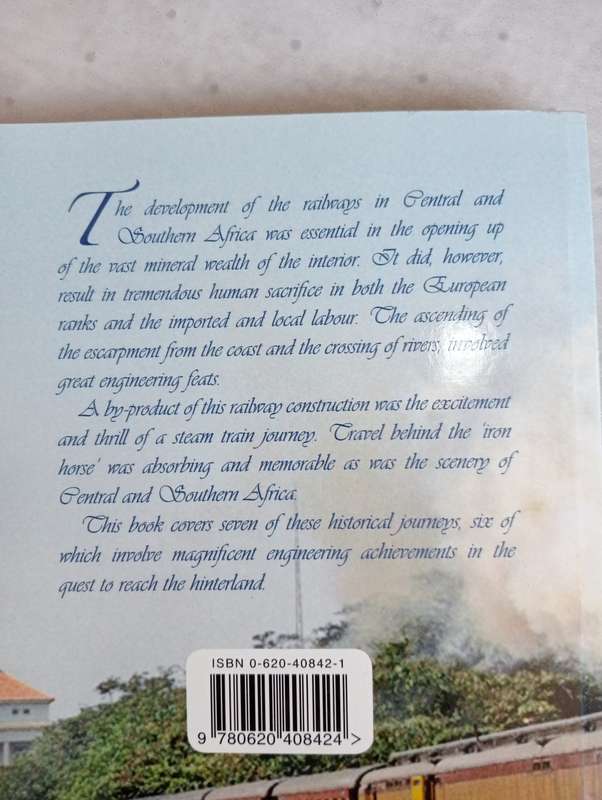 The development of the railways in Central and
Southern Africa was essential in the opening up
of the vast mineral wealth of the interior. It did, however,
result in tremendous human sacrifice in both the European
ranks and the imported and local labour. The ascending of
the escarpment from the coast and the crossing of rivers, involved
great engineering feats.
A by-product of this railway construction was the excitement
and thrill of a steam train journey. Travel behind the 'iron
horse' was absorbing and memorable as was the scenery of
Central and Southern Africa.
This book covers seven of these historical journeys, six of
which involve magnificent engineering achievements in the
quest to reach the hinterland.
ISBN 0-620-40842-1
9 780620 408424 >